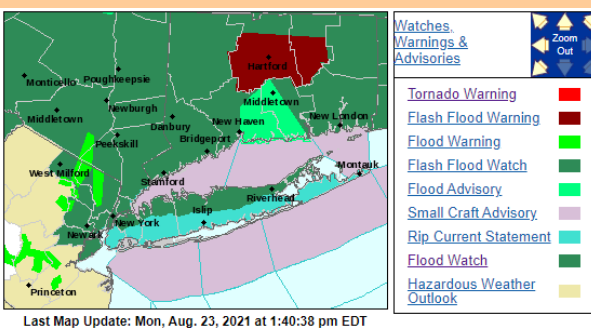 Watches,
Warnings &
Advisories
Zoom
Out
Hartford
Monticello
Poughkeepsie
Middletown
Middletown
Newburgh
New London
Danbury
New Haven
Bridgeport
Peekskill
Montauk
West Milford
Stamford
Riverhead
Islip
New York
Newark
Princeton
Tornado Warning
Flash Flood Warning
Flood Warning
Flash Flood Watch
Flood Advisory
Small Craft Advisory
Rip Current Statement
Flood Watch
Hazardous Weather
Outlook
Last Map Update: Mon, Aug. 23, 2021 at 1:40:38 pm EDT